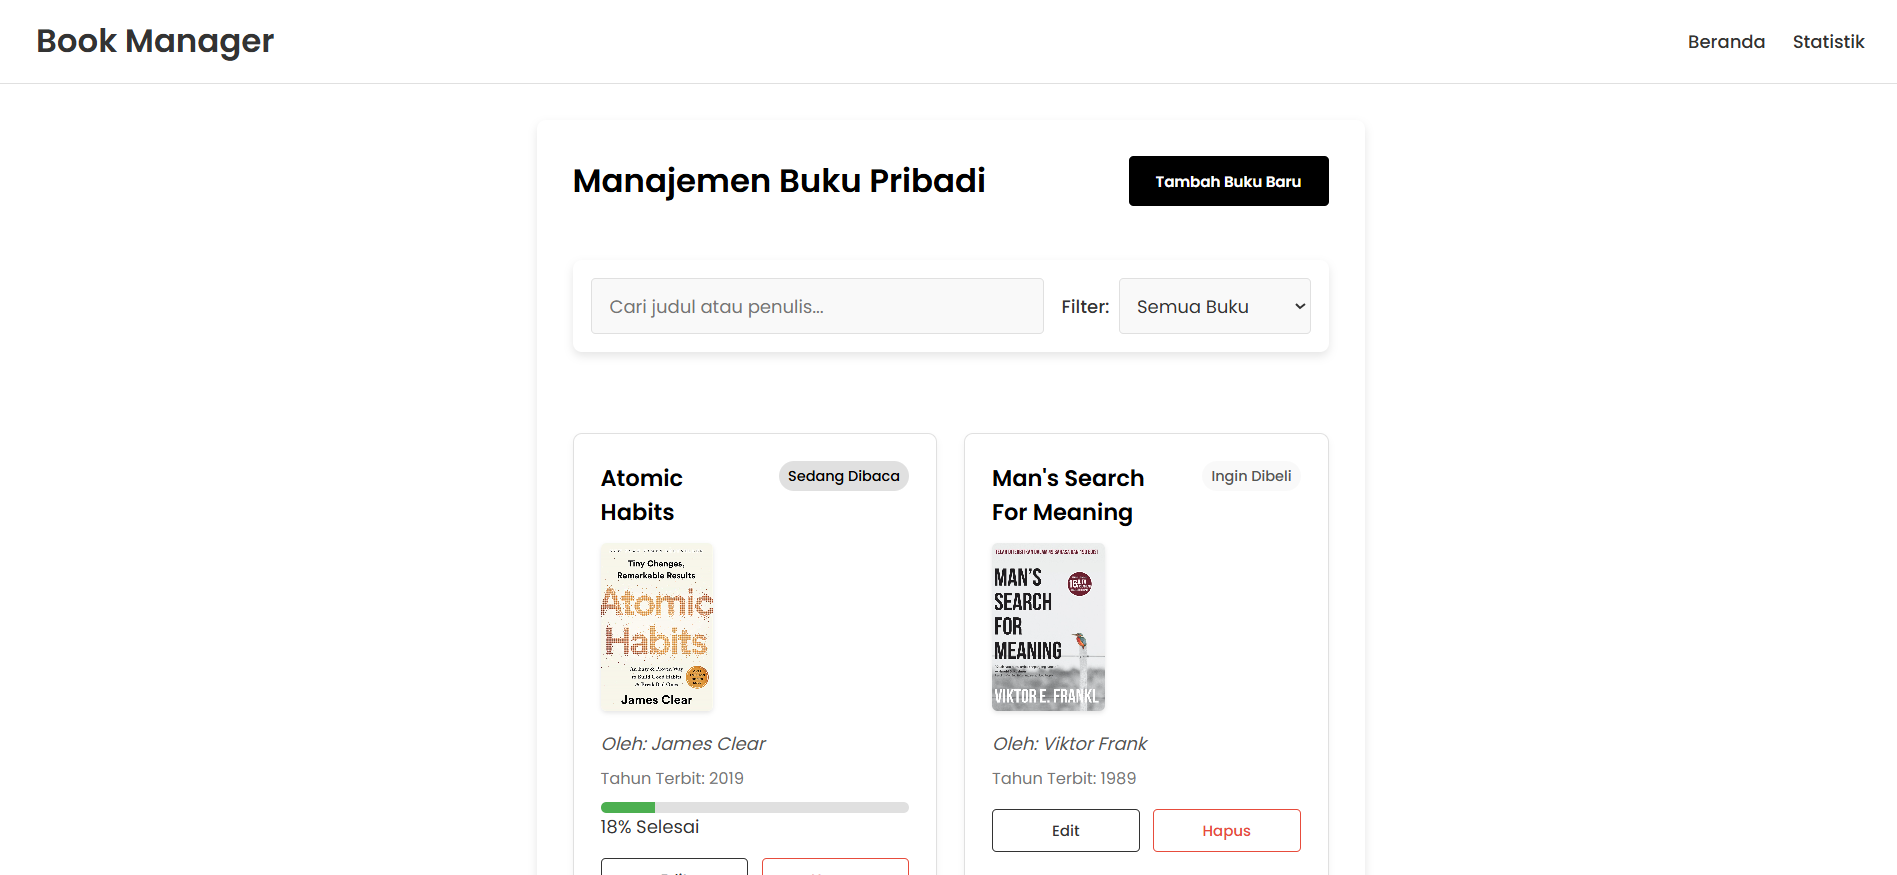 Book Manager
Beranda
Statistik
Manajemen Buku Pribadi
Tambah Buku Baru
Cari judul atau penulis...
Filter:
Semua Buku
Atomic
Habits
Sedang Dibaca
Tiny Changes,
Remarkable Results
Atomic
Habits
James Clear
Oleh: James Clear
Tahun Terbit: 2019
18% Selesai
Man's Search
For Meaning
Ingin Dibeli
MAN'S
SEARCH
FOR
MEANING
VIKTOR E. FRANKL
Oleh: Viktor Frank
Tahun Terbit: 1989
Edit
Hapus